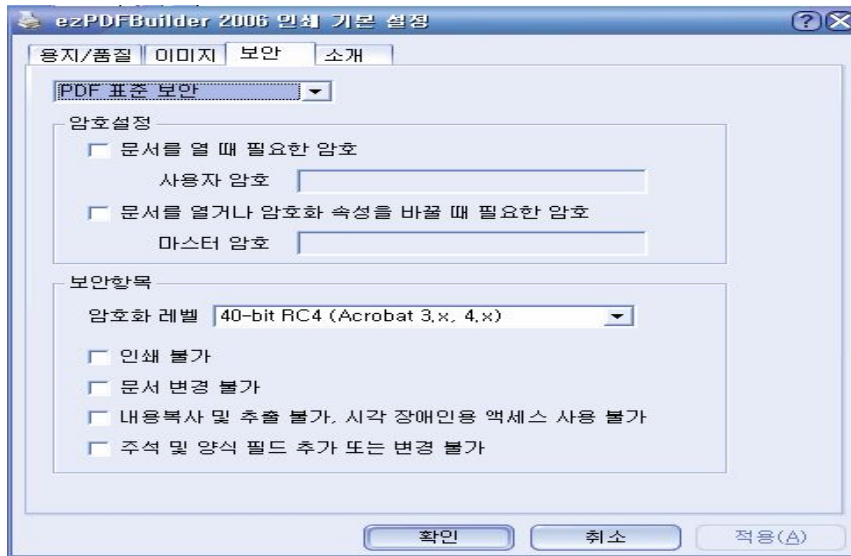 ezPDFBuilder 2006 인쇄 기본 설정
용지/품질 이미지 보안 소개
PDF 표준 보안
암호설정
문서를 열 때 필요한 암호
사용자 암호
문서를 열거나 암호화 속성을 바꿀 때 필요한 암호
마스터 암호
보안항목
암호화 레벨 40-bit RC4 (Acrobat 3.x, 4.x)
인쇄 불가
문서 변경 불가
내용복사 및 추출 불가, 시각 장애인용 액세스 사용 불가
주석 및 양식 필드 추가 또는 변경 불가
확인 취소 적용(A)